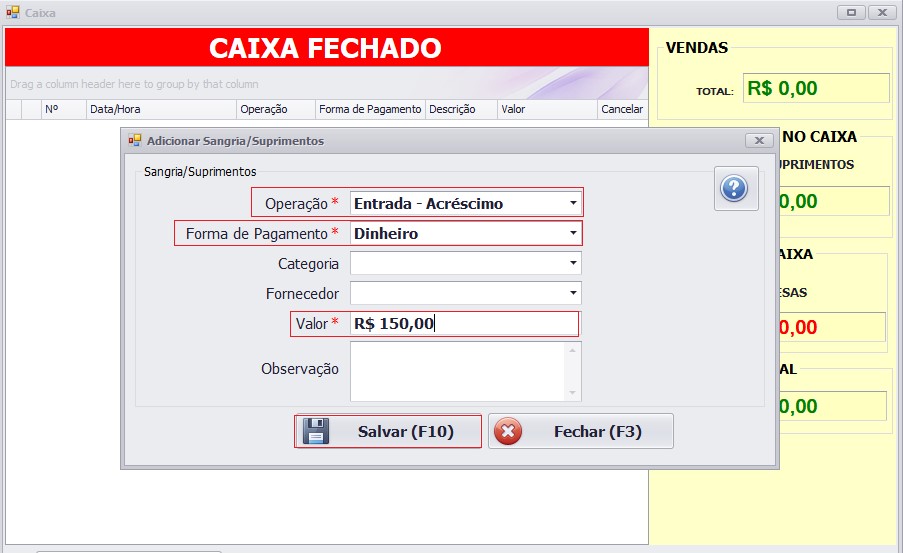 Caixa
CAIXA FECHADO
Drag a column header here to group by that column
Nº Data/Hora Operação Forma de Pagamento Descrição Valor Cancelar
VENDAS
TOTAL: R$ 0,00
NO CAIXA
UPRIMENTOS
0,00
AIXA
ESAS
0,00
AL
0,00
Adicionar Sangria/Suprimentos
Sangria/Suprimentos
Operação * Entrada - Acréscimo
Forma de Pagamento * Dinheiro
Categoria
Fornecedor
Valor * R$ 150,00
Observação
Salvar (F10) Fechar (F3)